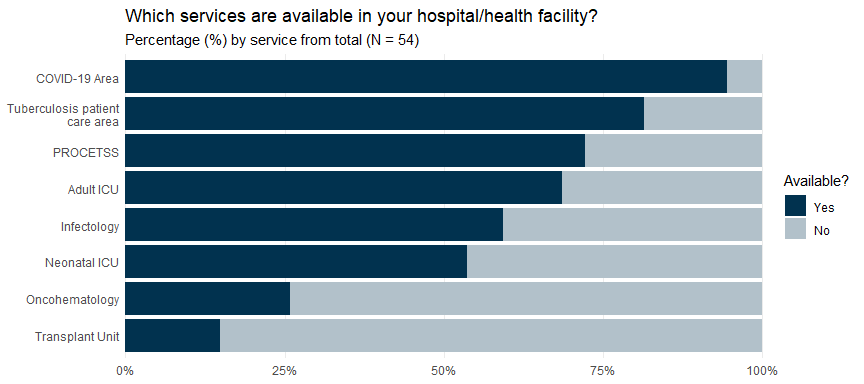 Which services are available in your hospital/health facility?
Percentage (%) by service from total (N = 54)
COVID-19 Area
Tuberculosis patient
care area
PROCETSS
Adult ICU
Infectology
Neonatal ICU
Oncohematology
Transplant Unit
0%
25%
50%
75%
100%
Available?
Yes
No